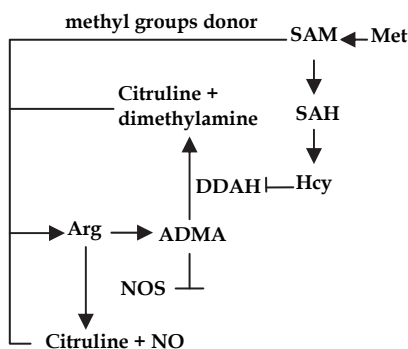 methyl groups donor
SAM Met
Citruline +
dimethylamine
SAH
DDAH Hcy
Arg ADMA
NOS
Citruline + NO